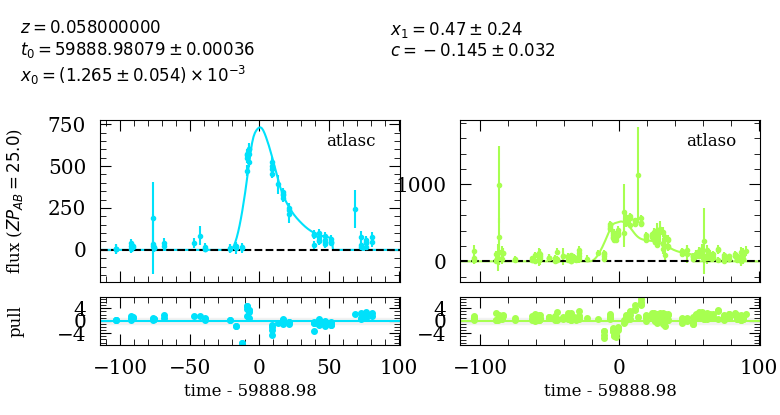 z = 0.058000000
t₀ = 59888.98079 ± 0.00036
x₀ = (1.265 ± 0.054) × 10⁻³
x₁ = 0.47 ± 0.24
c = −0.145 ± 0.032
flux (ZP_AB = 25.0)
750
500
250
0
atlasc
1000
0
atlaso
pull
4
0
−4
4
0
−4
−100 −50 0 50 100
−100 0 100
time - 59888.98
time - 59888.98